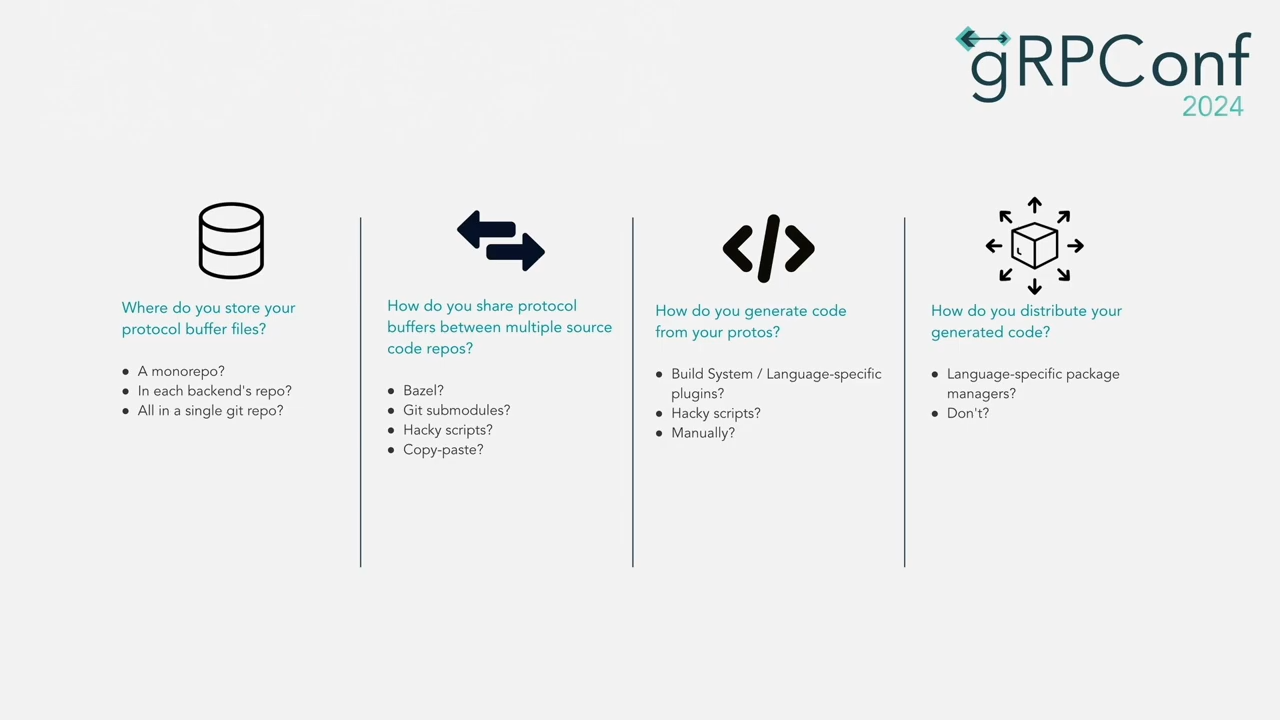 gRPConf
2024
Where do you store your
protocol buffer files?
● A monorepo?
● In each backend's repo?
● All in a single git repo?
How do you share protocol
buffers between multiple source
code repos?
● Bazel?
● Git submodules?
● Hacky scripts?
● Copy-paste?
How do you generate code
from your protos?
● Build System / Language-specific
plugins?
● Hacky scripts?
● Manually?
How do you distribute your
generated code?
● Language-specific package
managers?
● Don't?